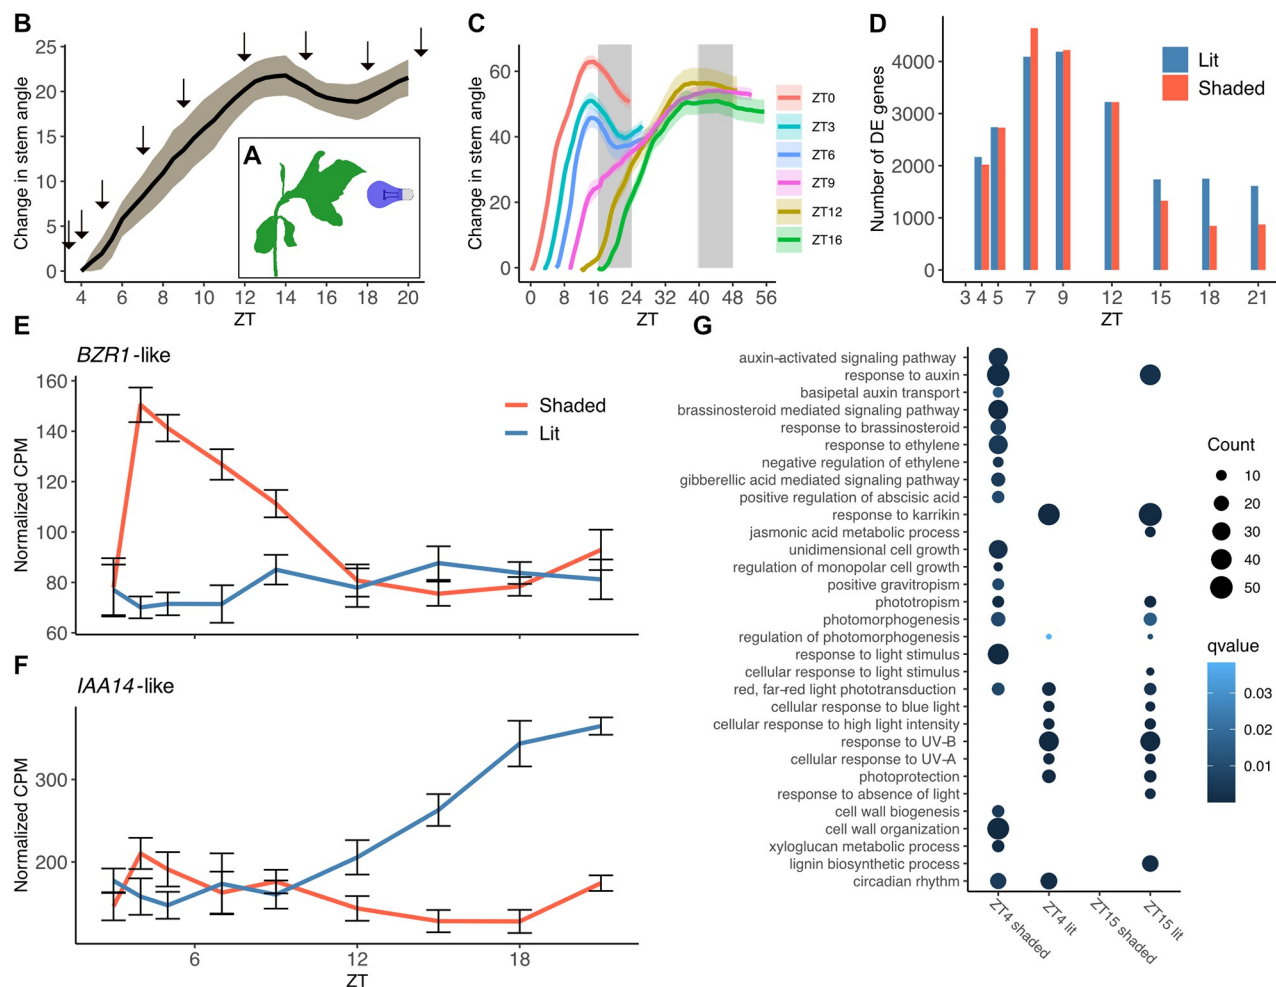 B
25
20
15
10
5
0
Change in stem angle
4 6 8 10 12 14 16 18 20
ZT
A
C
60
40
20
0
Change in stem angle
0 8 16 24 32 40 48 56
ZT
ZT0
ZT3
ZT6
ZT9
ZT12
ZT16
D
4000
3000
2000
1000
0
Number of DE genes
3 4 5 7 9 12 15 18 21
ZT
Lit
Shaded
E
BZR1-like
160
140
120
100
80
60
Normalized CPM
Shaded
Lit
F
IAA14-like
300
200
Normalized CPM
6 12 18
ZT
G
auxin-activated signaling pathway
response to auxin
basipetal auxin transport
brassinosteroid mediated signaling pathway
response to brassinosteroid
response to ethylene
negative regulation of ethylene
gibberellic acid mediated signaling pathway
positive regulation of abscisic acid
response to karrikin
jasmonic acid metabolic process
unidimensional cell growth
regulation of monopolar cell growth
positive gravitropism
phototropism
photomorphogenesis
regulation of photomorphogenesis
response to light stimulus
cellular response to light stimulus
red, far-red light phototransduction
cellular response to blue light
cellular response to high light intensity
response to UV-B
cellular response to UV-A
photoprotection
response to absence of light
cell wall biogenesis
cell wall organization
xyloglucan metabolic process
lignin biosynthetic process
circadian rhythm
ZT4 shaded
ZT4 lit
ZT15 shaded
ZT15 lit
Count
10
20
30
40
50
qvalue
0.03
0.02
0.01